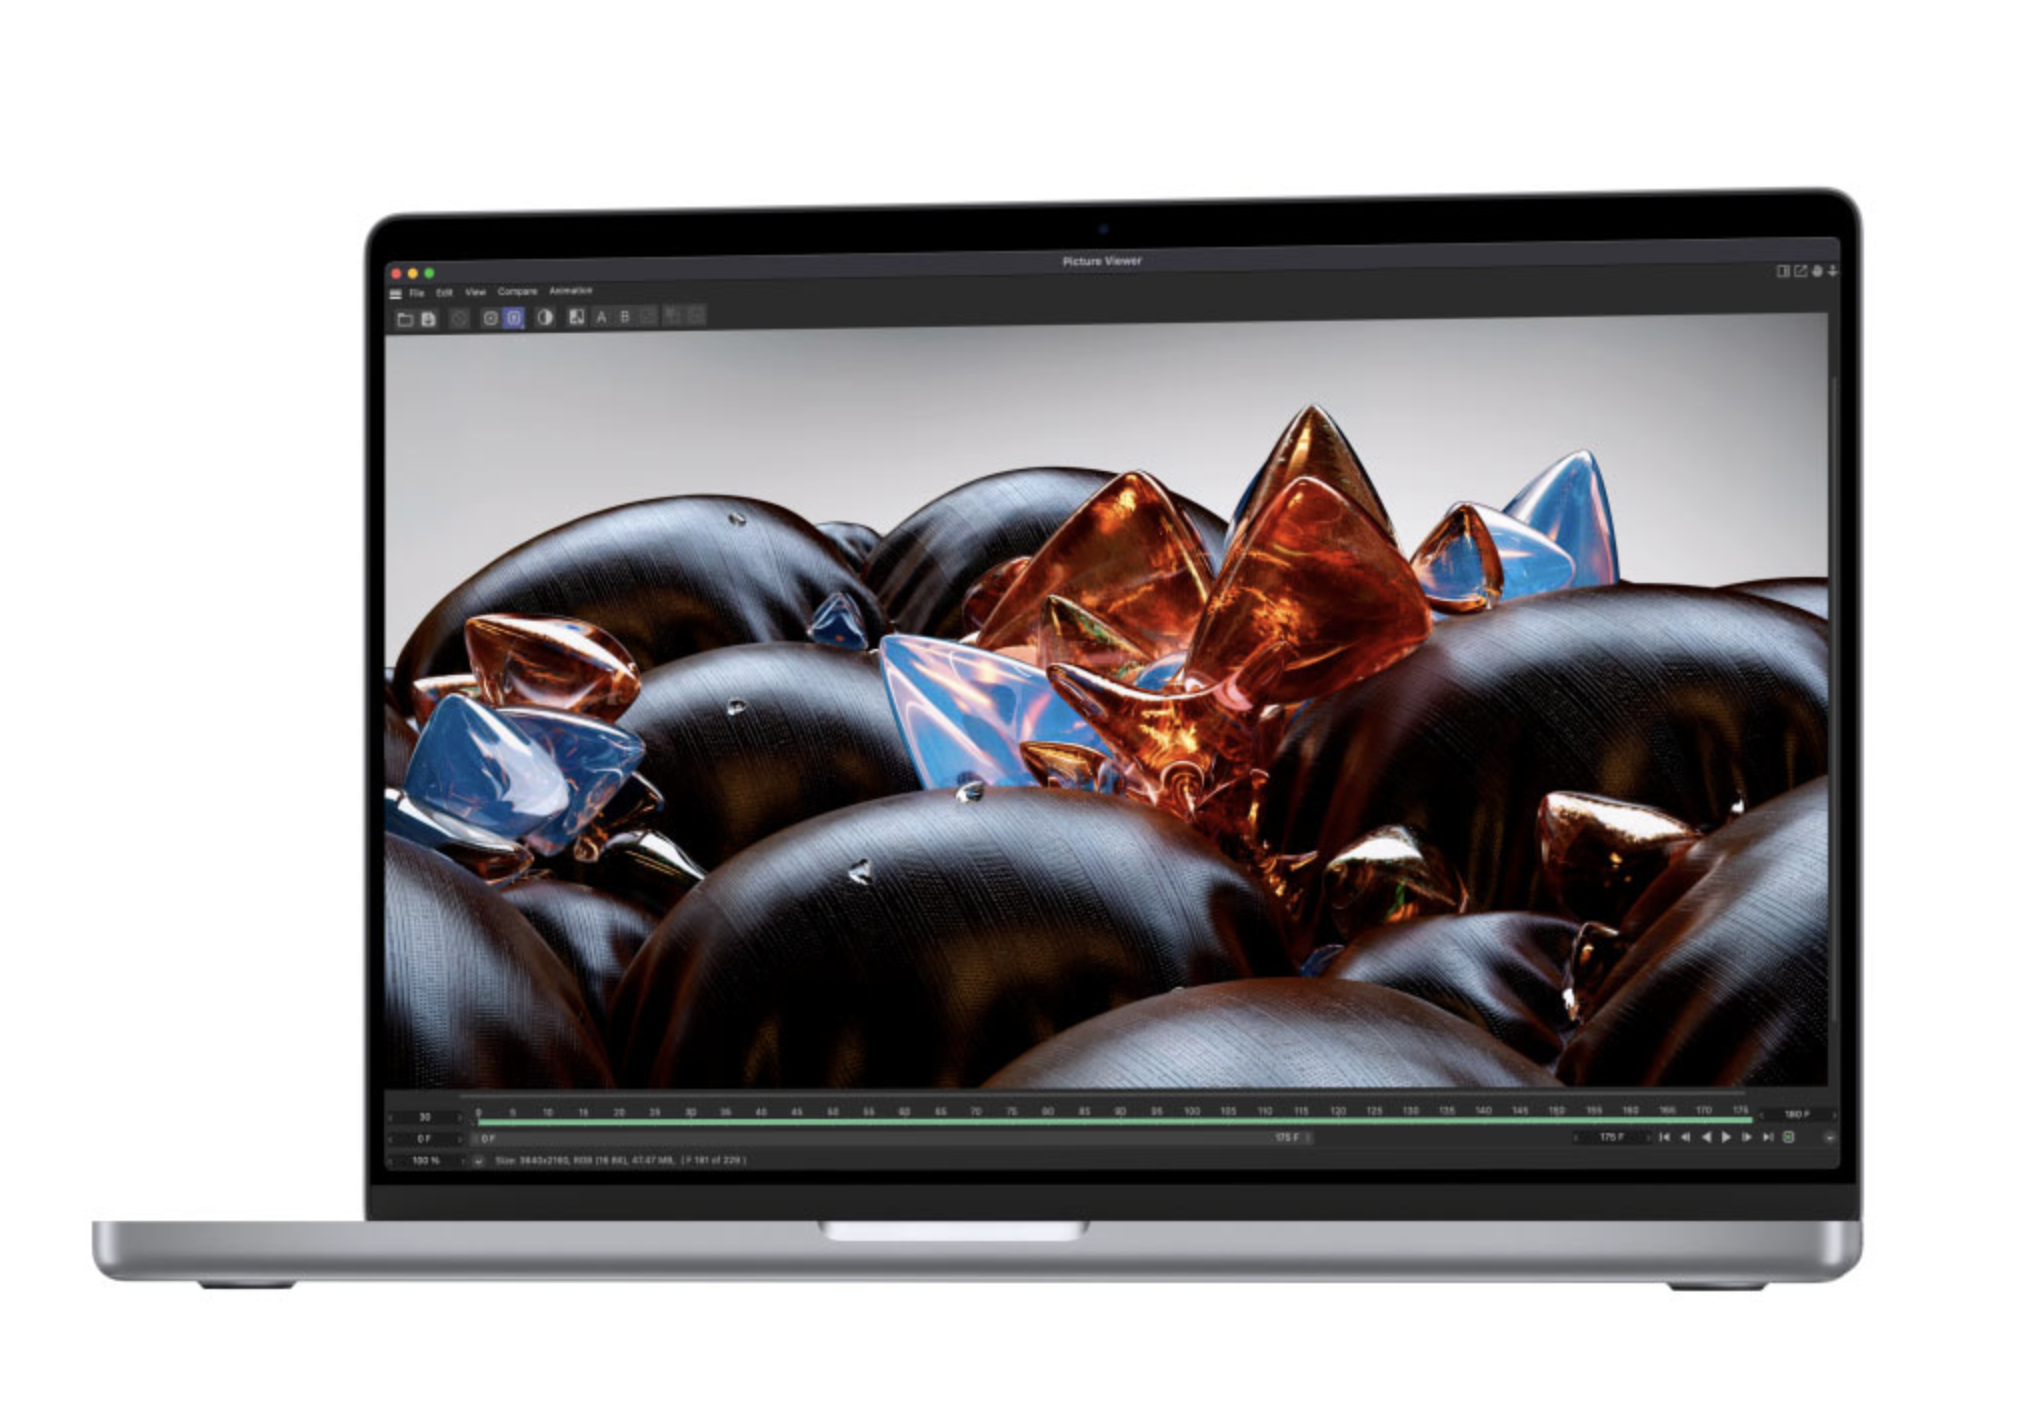 Picture Viewer
File Edit View Compare Animation
A B
30 0 5 10 15 20 25 30 35 40 45 50 55 60 65 70 75 80 85 90 95 100 105 110 115 120 125 130 135 140 145 150 155 160 165 170 175 180 F
0 F 0 F 175 F 175 F
100 % Size: 3840x2160, RGB (16 Bit), 47.47 MB, ( F 181 of 229 )